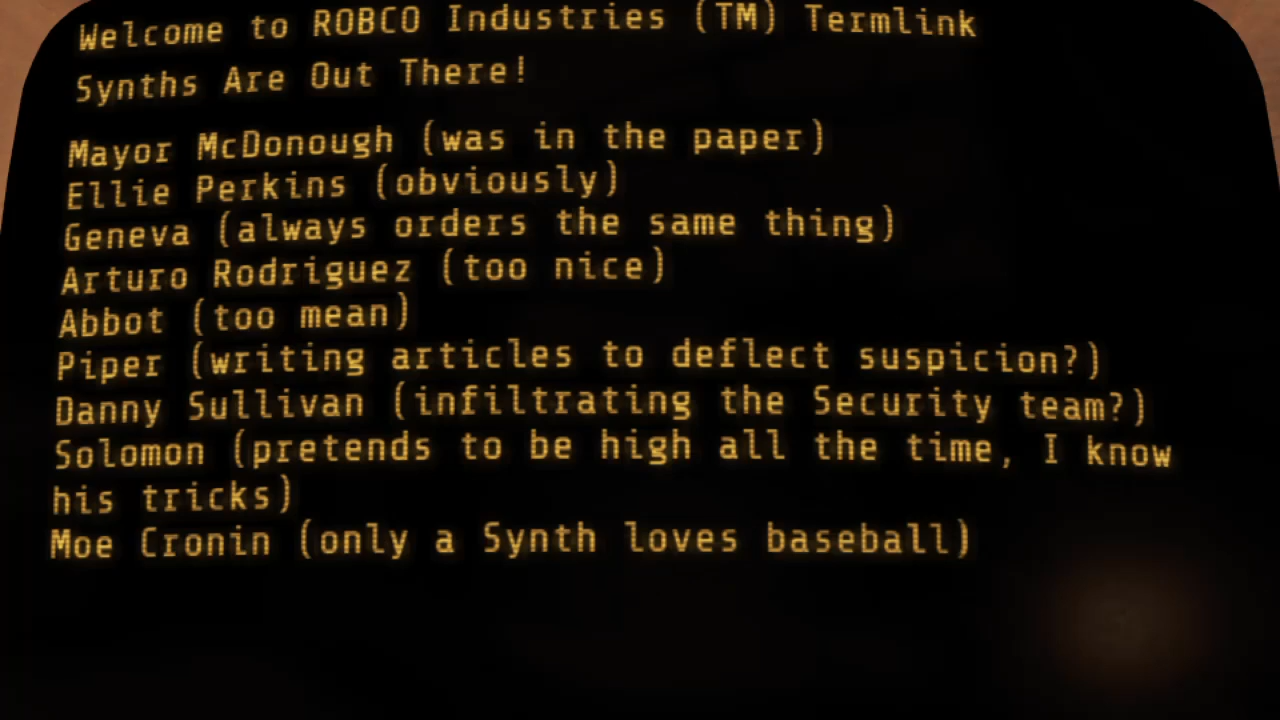 Welcome to ROBCO Industries (TM) Termlink
Synths Are Out There!
Mayor McDonough (was in the paper)
Ellie Perkins (obviously)
Geneva (always orders the same thing)
Arturo Rodriguez (too nice)
Abbot (too mean)
Piper (writing articles to deflect suspicion?)
Danny Sullivan (infiltrating the Security team?)
Solomon (pretends to be high all the time, I know
his tricks)
Moe Cronin (only a Synth loves baseball)